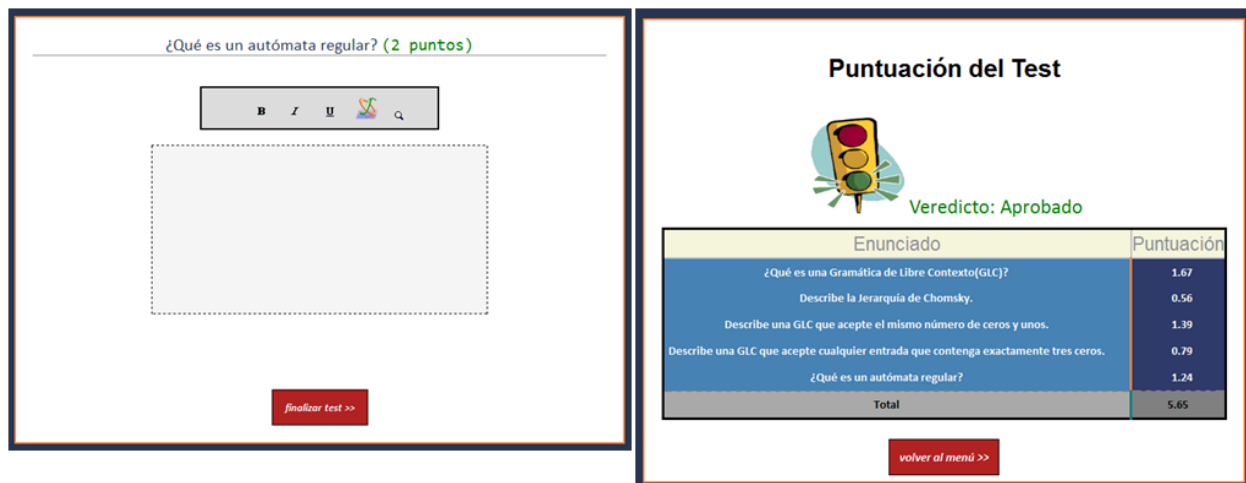 ¿Qué es un autómata regular? (2 puntos)
B I U
finalizar test >>
Puntuación del Test
Veredicto: Aprobado
Enunciado Puntuación
¿Qué es una Gramática de Libre Contexto(GLC)? 1.67
Describe la Jerarquía de Chomsky. 0.56
Describe una GLC que acepte el mismo número de ceros y unos. 1.39
Describe una GLC que acepte cualquier entrada que contenga exactamente tres ceros. 0.79
¿Qué es un autómata regular? 1.24
Total 5.65
volver al menú >>